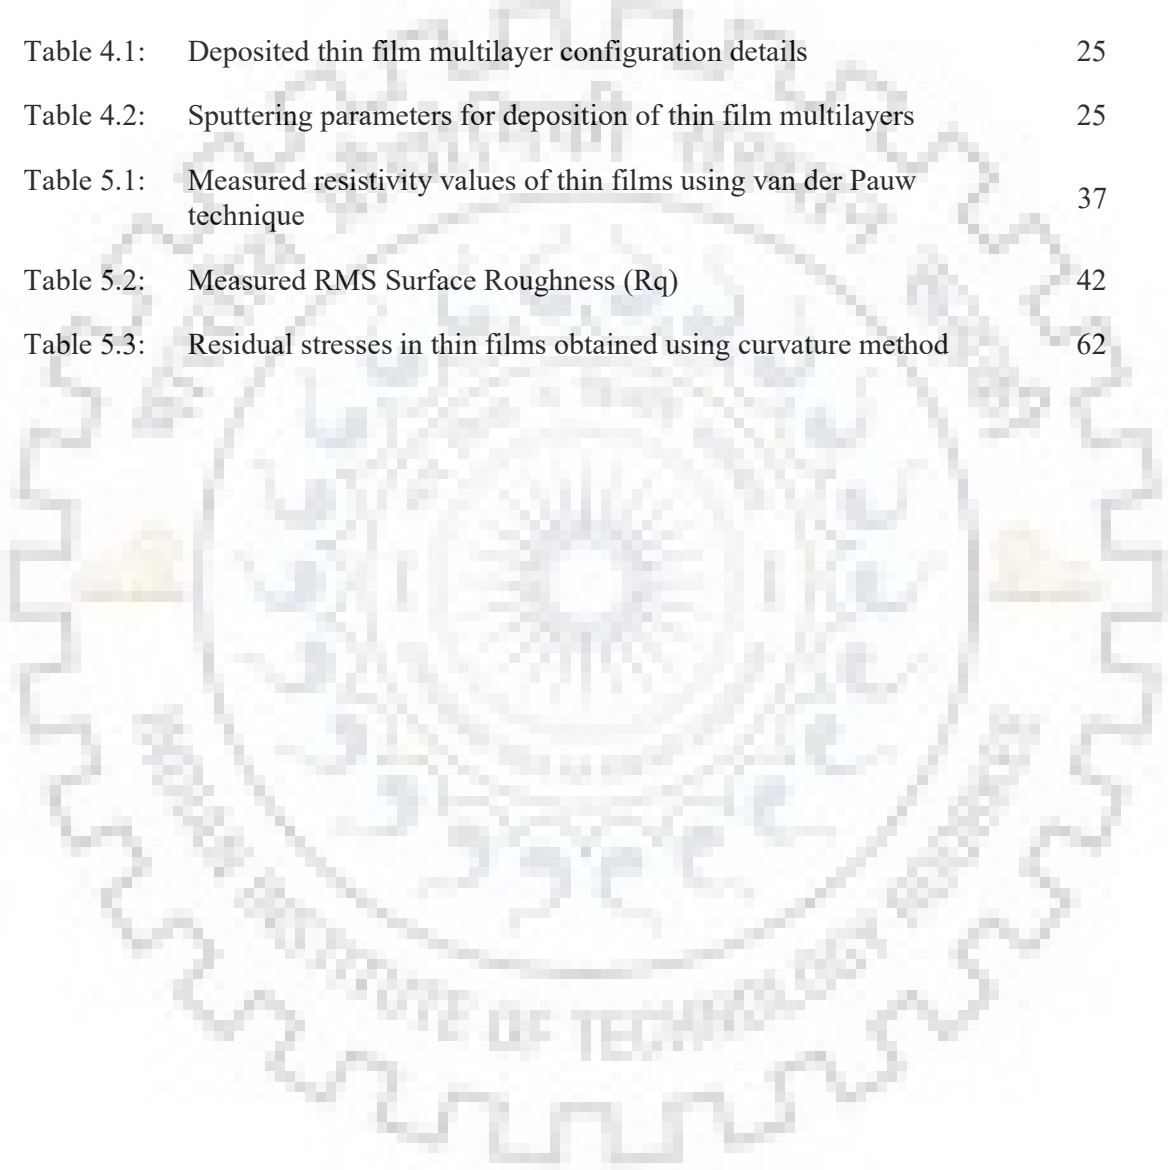 Table 4.1: Deposited thin film multilayer configuration details 25
Table 4.2: Sputtering parameters for deposition of thin film multilayers 25
Table 5.1: Measured resistivity values of thin films using van der Pauw
technique 37
Table 5.2: Measured RMS Surface Roughness (Rq) 42
Table 5.3: Residual stresses in thin films obtained using curvature method 62
OF TECHNOLOGY